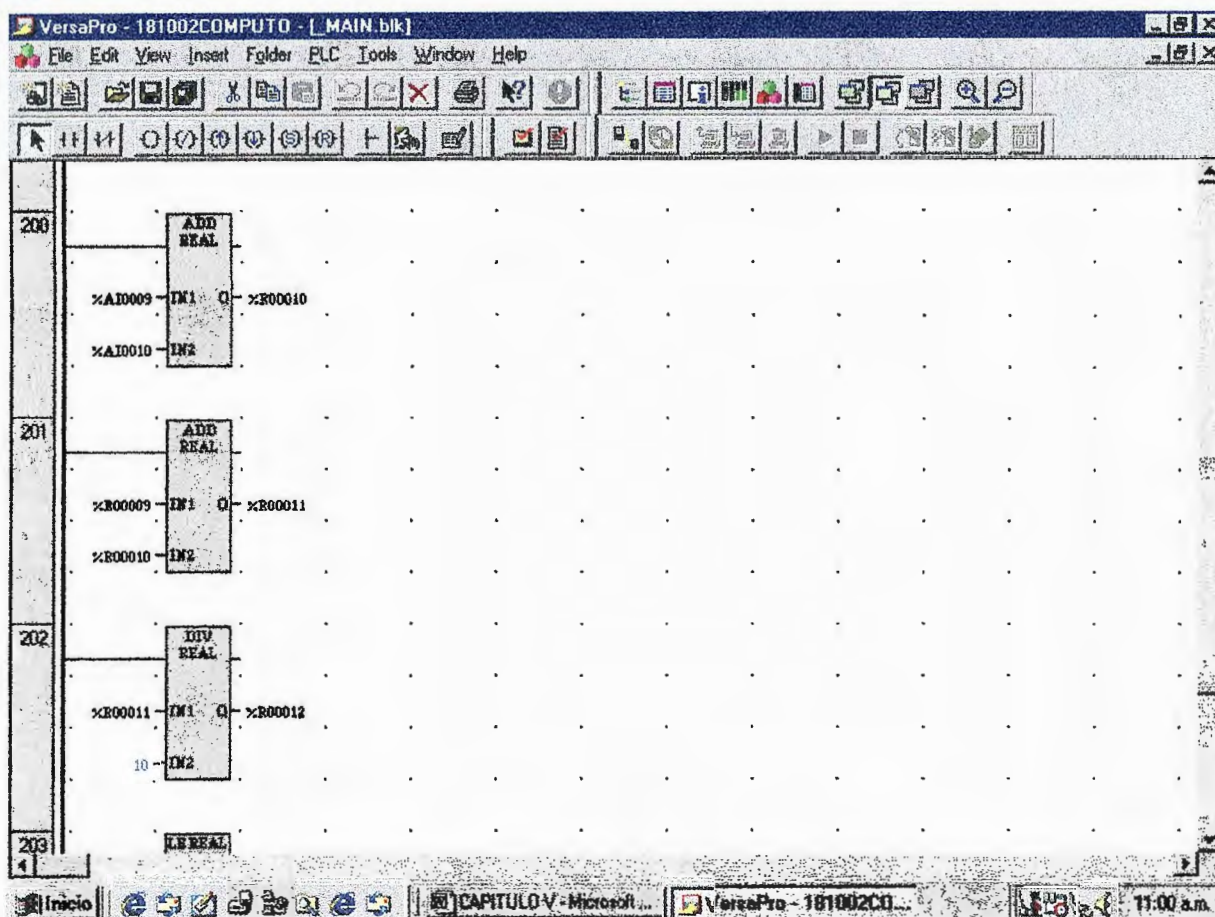 VersaPro - 181002COMPUTO - [_MAIN.blk]
File Edit View Insert Folder PLC Tools Window Help
200
ADD
REAL
%AI0009 IN1 Q %R00010
%AI0010 IN2
201
ADD
REAL
%R00009 IN1 Q %R00011
%R00010 IN2
202
DIV
REAL
%R00011 IN1 Q %R00012
10 IN2
203
LE REAL
Inicio
CAPITULO V - Microsoft ...
VersaPro - 181002CO...
11:00 a.m.